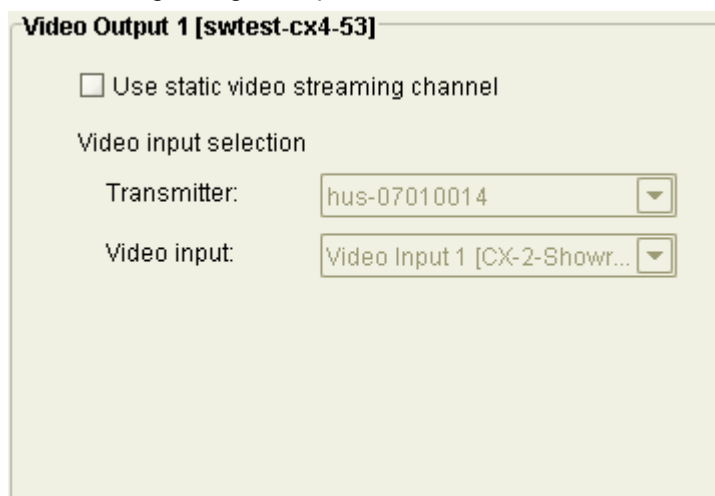 Video Output 1 [swtest-cx4-53]
Use static video streaming channel
Video input selection
Transmitter: hus-07010014
Video input: Video Input 1 [CX-2-Showr...